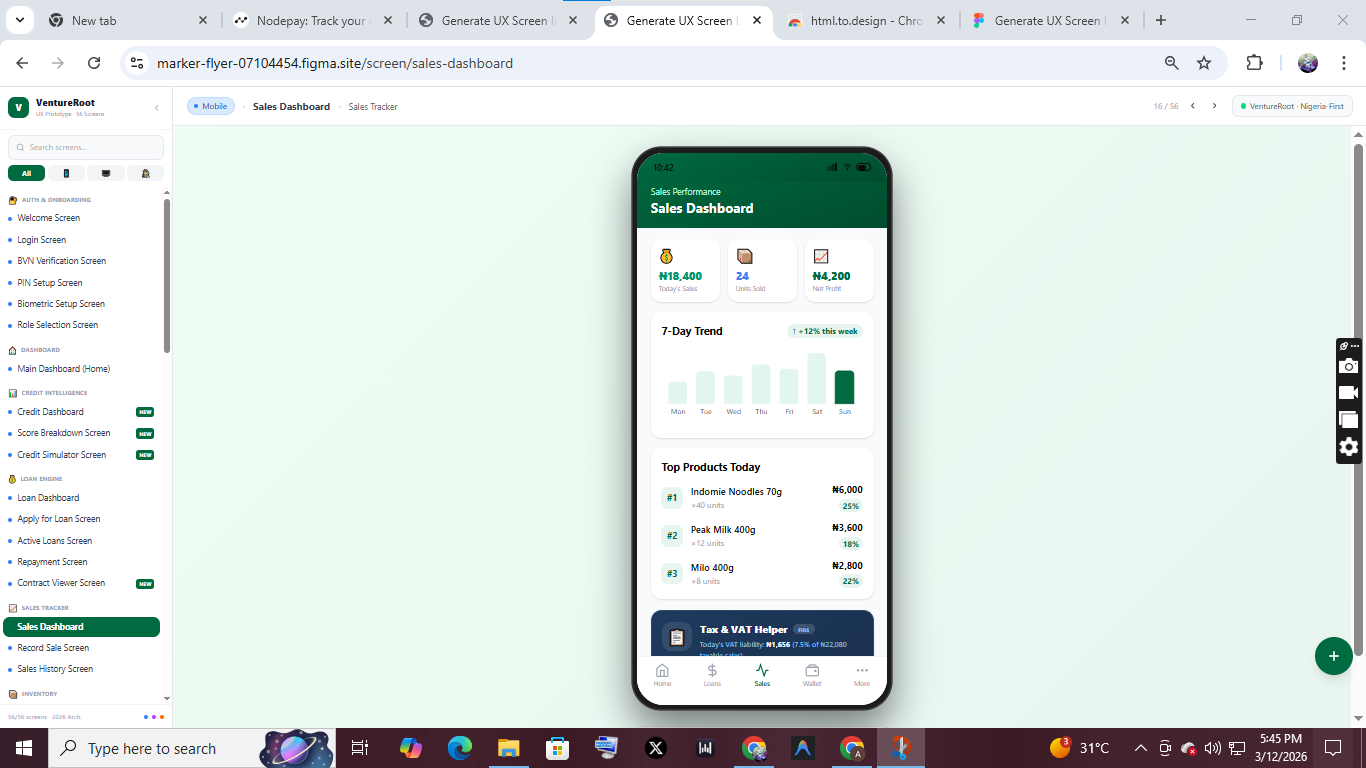 New tab
Nodepay: Track your
Generate UX Screen
Generate UX Screen
html.to.design - Chro
Generate UX Screen
marker-flyer-07104454.figma.site/screen/sales-dashboard
V
VentureRoot
UX Prototype · 56 Screens
Search screens...
All
AUTH & ONBOARDING
Welcome Screen
Login Screen
BVN Verification Screen
PIN Setup Screen
Biometric Setup Screen
Role Selection Screen
DASHBOARD
Main Dashboard (Home)
CREDIT INTELLIGENCE
Credit Dashboard NEW
Score Breakdown Screen NEW
Credit Simulator Screen NEW
LOAN ENGINE
Loan Dashboard
Apply for Loan Screen
Active Loans Screen
Repayment Screen
Contract Viewer Screen NEW
SALES TRACKER
Sales Dashboard
Record Sale Screen
Sales History Screen
INVENTORY
56/56 screens · 2026 Arch.
Mobile · Sales Dashboard · Sales Tracker
16 / 56
VentureRoot · Nigeria-First
10:42
Sales Performance
Sales Dashboard
₦18,400
Today's Sales
24
Units Sold
₦4,200
Net Profit
7-Day Trend
↑ +12% this week
Mon Tue Wed Thu Fri Sat Sun
Top Products Today
#1 Indomie Noodles 70g ₦6,000
×40 units 25%
#2 Peak Milk 400g ₦3,600
×12 units 18%
#3 Milo 400g ₦2,800
×8 units 22%
Tax & VAT Helper FIRS
Today's VAT liability: ₦1,656 (7.5% of ₦22,080
taxable sales)
Home Loans Sales Wallet More
+
Type here to search
3
31°C
5:45 PM
3/12/2026